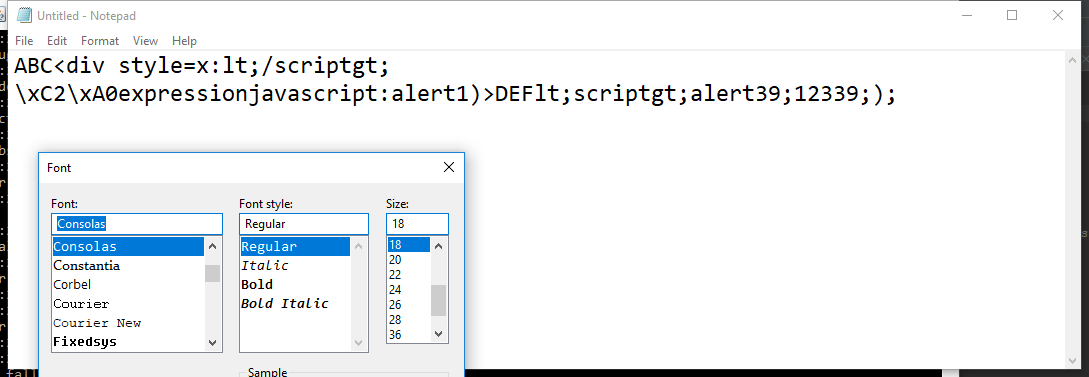 Untitled - Notepad
File Edit Format View Help
ABC<div style=x:lt;/scriptgt;
\xC2\xA0expressionjavascript:alert1)>DEFlt;scriptgt;alert39;12339;);
Font
Font: Font style: Size:
Consolas Regular 18
Consolas Regular 18
Constantia Italic 20
Corbel Bold 22
Courier Bold Italic 24
Courier New 26
Fixedsys 28
36
Sample